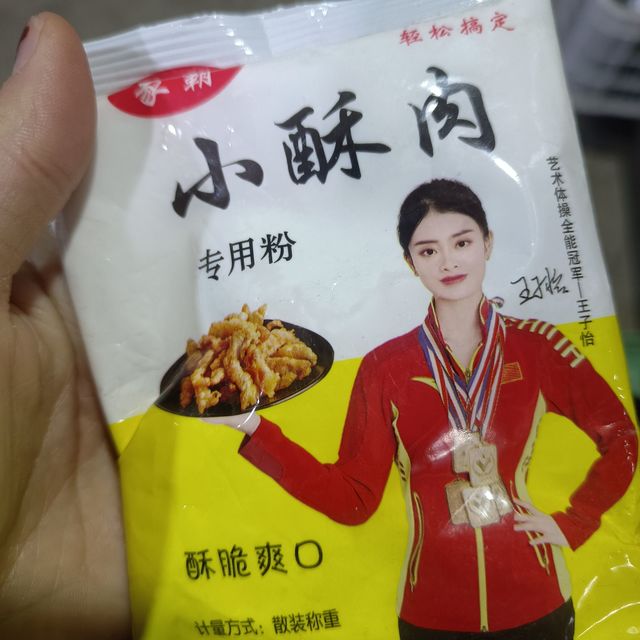 轻松搞定
家朝
小酥肉
专用粉
艺术体操全能冠军—王子怡
王子怡
酥脆爽口
计量方式：散装称重